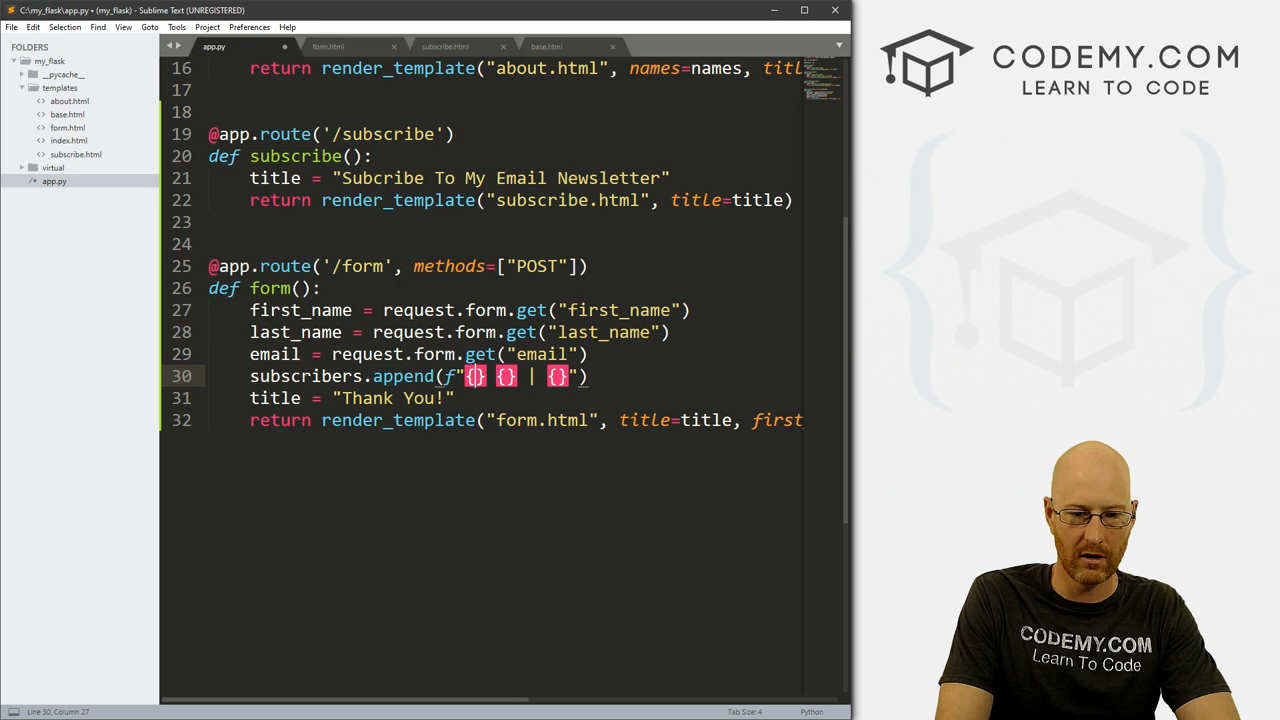 C:\my_flask\app.py • (my_flask) - Sublime Text (UNREGISTERED)
File Edit Selection Find View Goto Tools Project Preferences Help
FOLDERS
my_flask
__pycache__
templates
about.html
base.html
form.html
index.html
subscribe.html
virtual
app.py
app.py form.html subscribe.html base.html
16 return render_template("about.html", names=names, titl
17
18
19 @app.route('/subscribe')
20 def subscribe():
21 title = "Subcribe To My Email Newsletter"
22 return render_template("subscribe.html", title=title)
23
24
25 @app.route('/form', methods=["POST"])
26 def form():
27 first_name = request.form.get("first_name")
28 last_name = request.form.get("last_name")
29 email = request.form.get("email")
30 subscribers.append(f"{} {} | {}")
31 title = "Thank You!"
32 return render_template("form.html", title=title, first_
Line 30, Column 27
Tab Size: 4 Python
CODEMY.COM
LEARN TO CODE
CODEMY.COM
Learn To Code